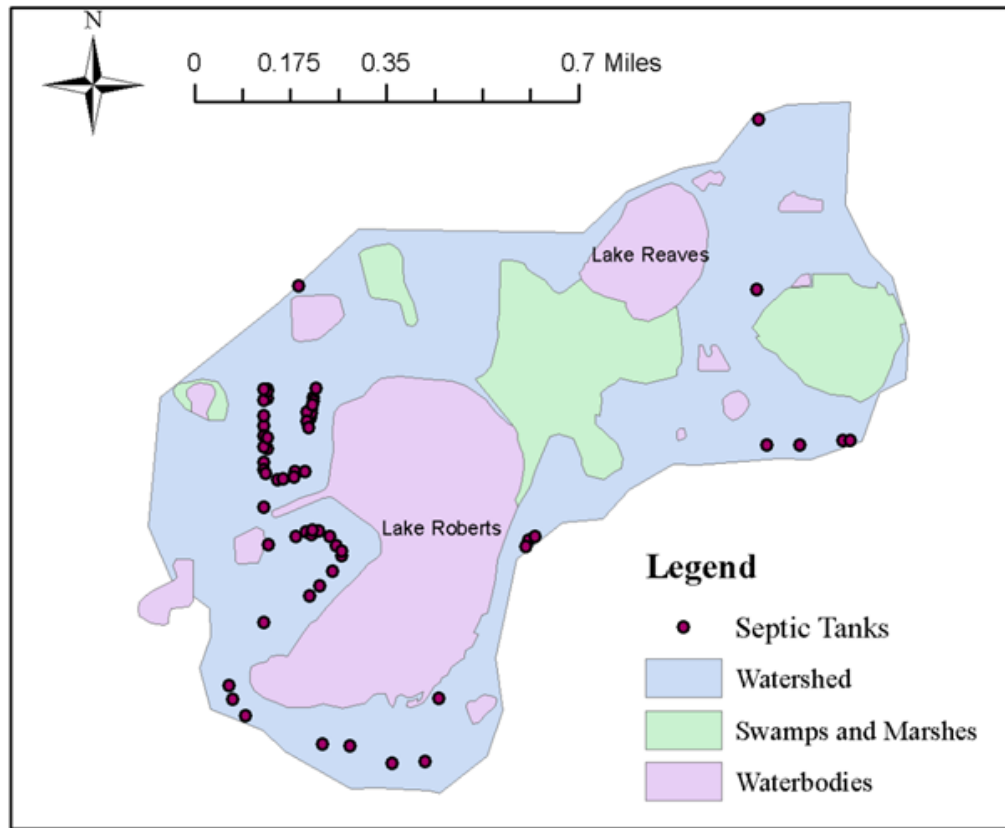 N
0 0.175 0.35 0.7 Miles
Lake Reaves
Lake Roberts
Legend
Septic Tanks
Watershed
Swamps and Marshes
Waterbodies